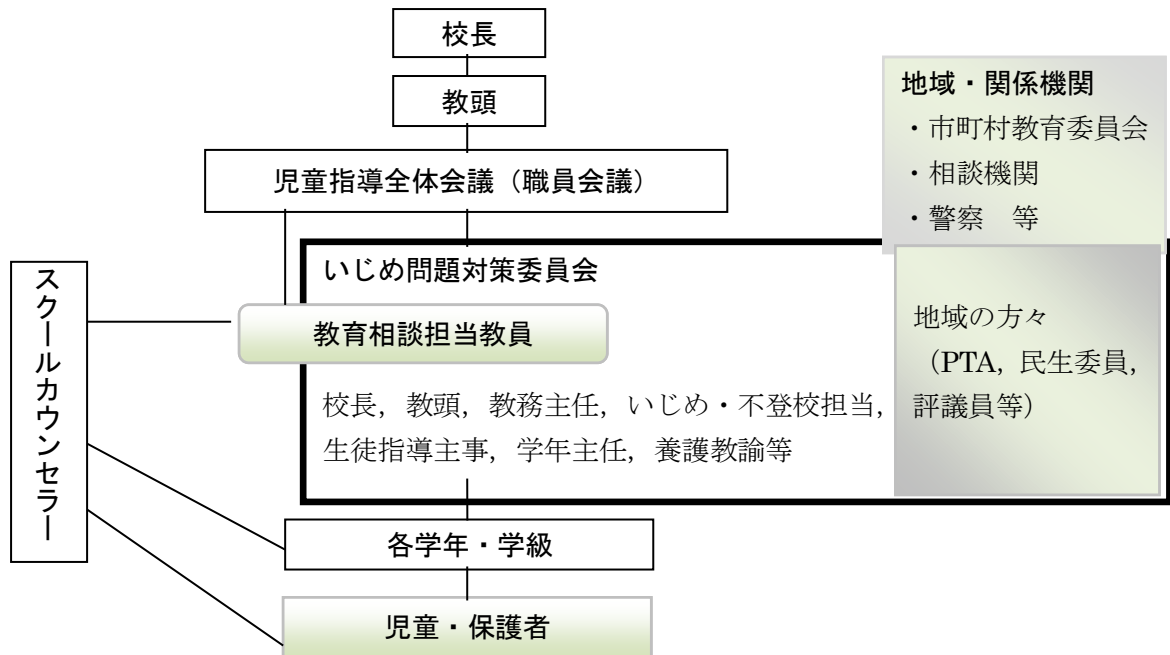 校長
教頭
児童指導全体会議（職員会議）
地域・関係機関
・市町村教育委員会
・相談機関
・警察　等
スクールカウンセラー
いじめ問題対策委員会
教育相談担当教員
校長，教頭，教務主任，いじめ・不登校担当，
生徒指導主事，学年主任，養護教諭等
地域の方々
（PTA，民生委員，
評議員等）
各学年・学級
児童・保護者